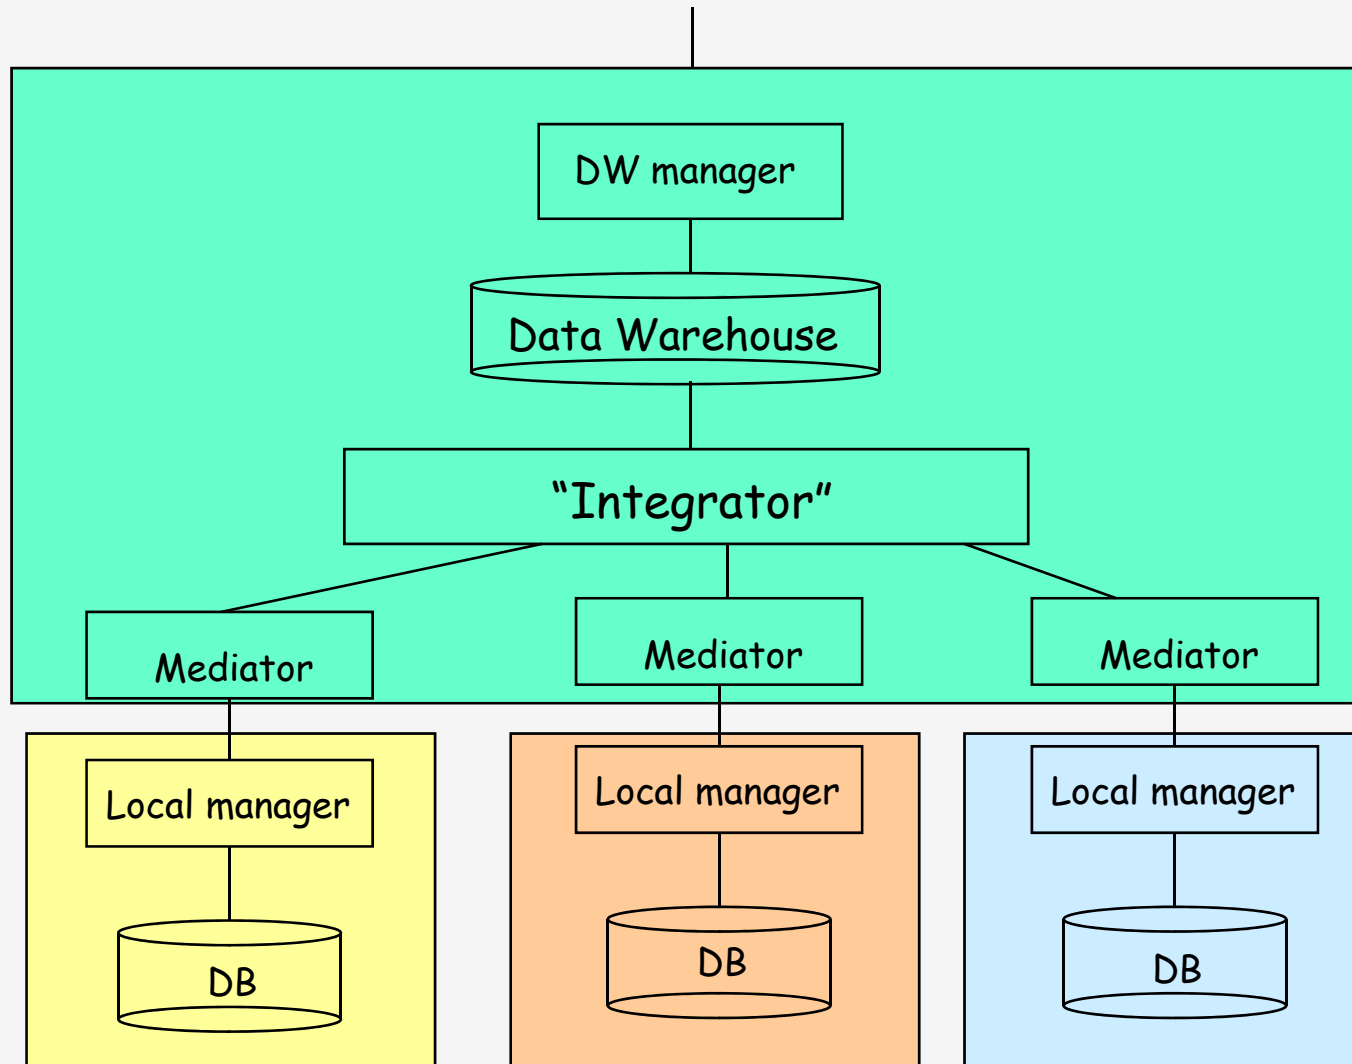 DW manager
Data Warehouse
“Integrator”
Mediator
Mediator
Mediator
Local manager
Local manager
Local manager
DB
DB
DB